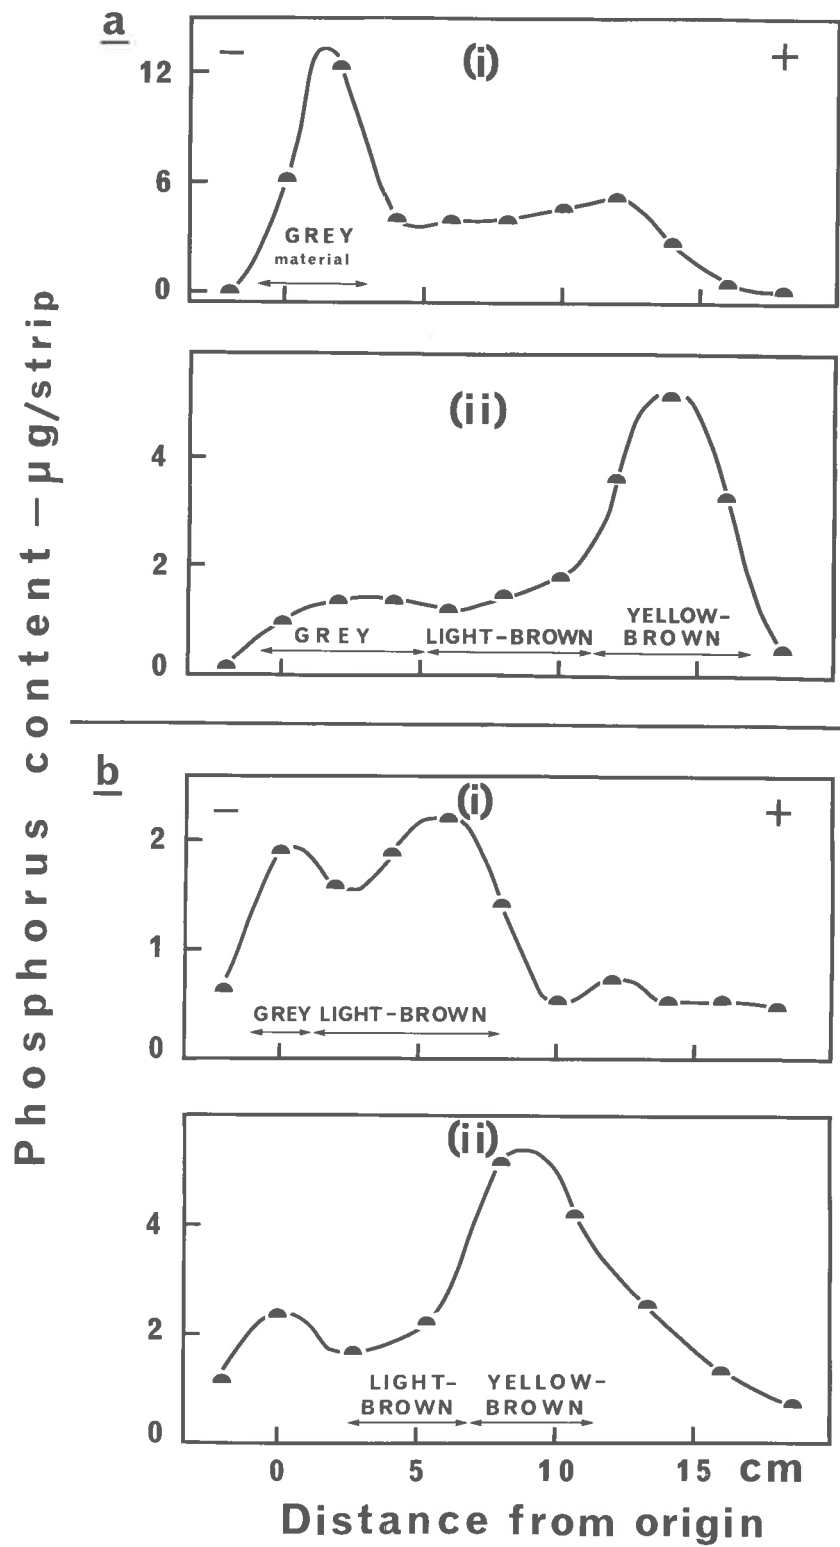 a
− (i) +
12
6
0
GREY
material
(ii)
4
2
0
GREY
LIGHT-BROWN
YELLOW-
BROWN
b
− (i) +
2
1
0
GREY LIGHT-BROWN
(ii)
4
2
0
LIGHT-
BROWN
YELLOW-
BROWN
0 5 10 15 cm
Distance from origin
Phosphorus content – µg/strip